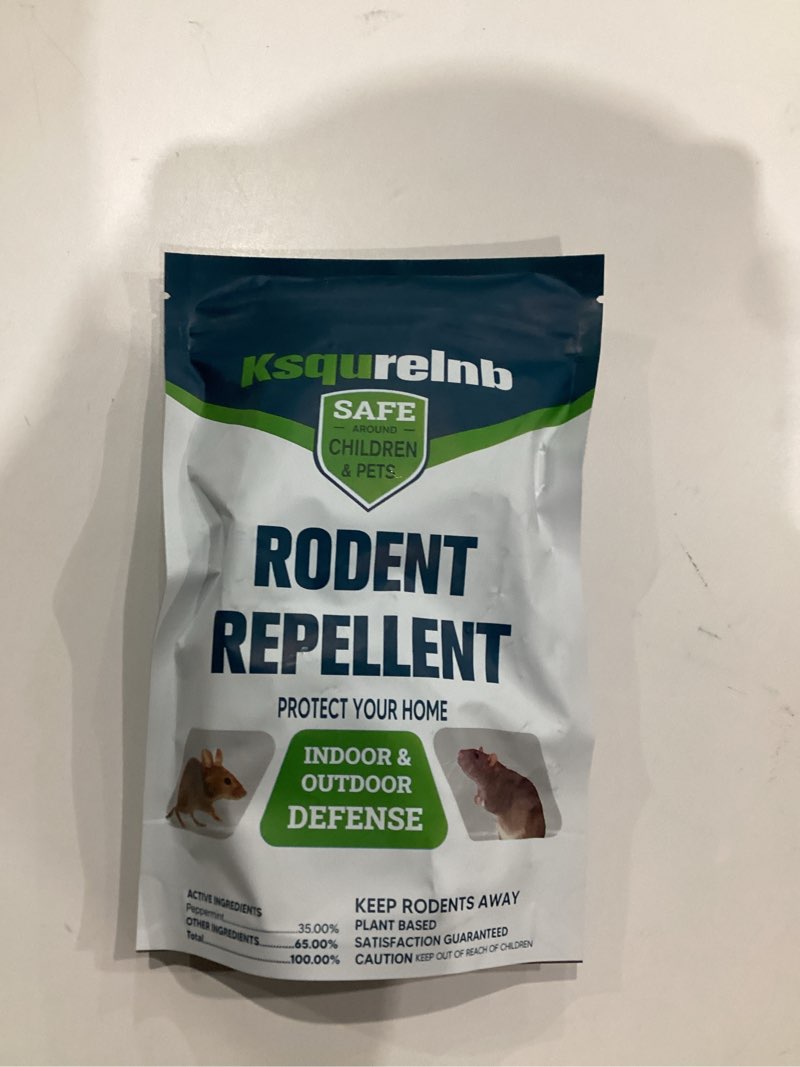 Ksqurelnb
SAFE
AROUND
CHILDREN
& PETS
RODENT
REPELLENT
PROTECT YOUR HOME
INDOOR &
OUTDOOR
DEFENSE
ACTIVE INGREDIENTS
Peppermint..............35.00%
OTHER INGREDIENTS..........65.00%
Total..............100.00%
KEEP RODENTS AWAY
PLANT BASED
SATISFACTION GUARANTEED
CAUTION KEEP OUT OF REACH OF CHILDREN